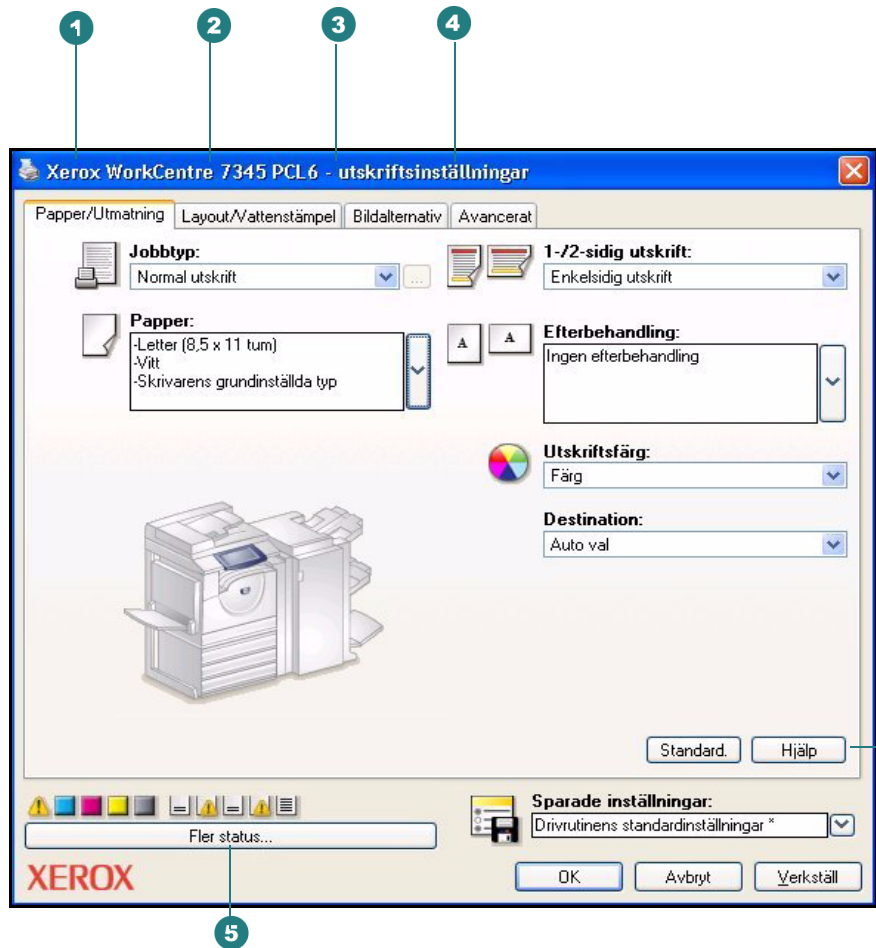 1 2 3 4
Xerox WorkCentre 7345 PCL6 - utskriftsinställningar
Papper/Utmatning Layout/Vattenstämpel Bildalternativ Avancerat
Jobbtyp:
Normal utskrift
...
1-/2-sidig utskrift:
Enkelsidig utskrift
Papper:
-Letter (8,5 x 11 tum)
-Vitt
-Skrivarens grundinställda typ
A A
Efterbehandling:
Ingen efterbehandling
Utskriftsfärg:
Färg
Destination:
Auto val
Standard. Hjälp
Fler status...
Sparade inställningar:
Drivrutinens standardinställningar *
XEROX
OK Avbryt Verkställ
5